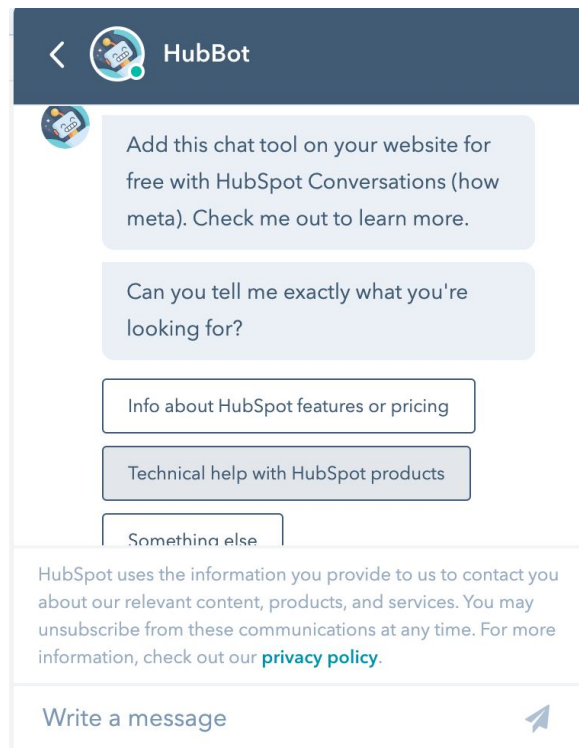 HubBot
Add this chat tool on your website for
free with HubSpot Conversations (how
meta). Check me out to learn more.
Can you tell me exactly what you're
looking for?
Info about HubSpot features or pricing
Technical help with HubSpot products
Something else
HubSpot uses the information you provide to us to contact you
about our relevant content, products, and services. You may
unsubscribe from these communications at any time. For more
information, check out our privacy policy.
Write a message